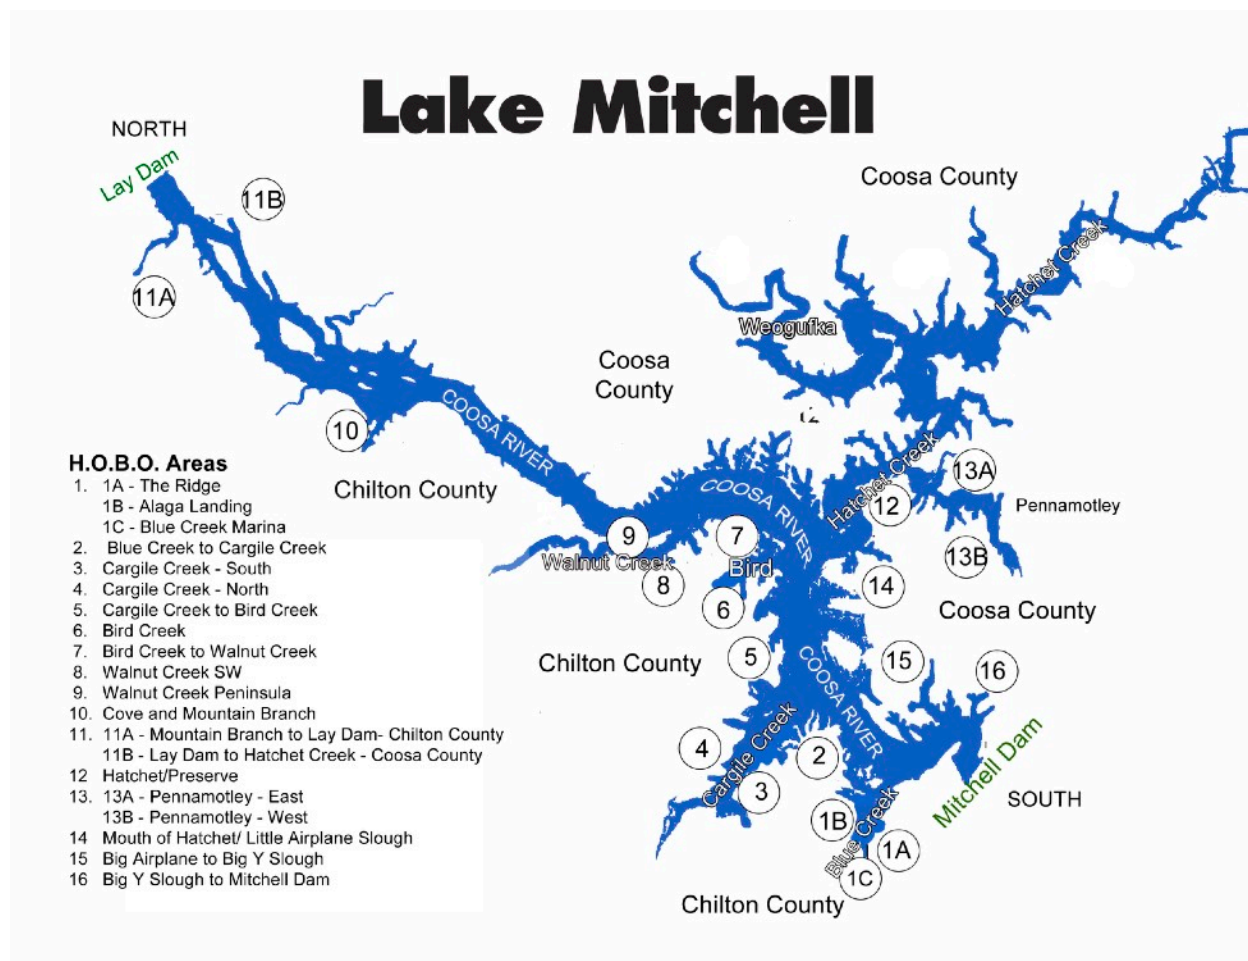 Lake Mitchell
NORTH
Lay Dam
11B
11A
Coosa County
Hatchet Creek
Weogufka
Coosa
County
COOSA RIVER
10
Chilton County
H.O.B.O. Areas
1. 1A - The Ridge
1B - Alaga Landing
1C - Blue Creek Marina
2. Blue Creek to Cargile Creek
3. Cargile Creek - South
4. Cargile Creek - North
5. Cargile Creek to Bird Creek
6. Bird Creek
7. Bird Creek to Walnut Creek
8. Walnut Creek SW
9. Walnut Creek Peninsula
10. Cove and Mountain Branch
11. 11A - Mountain Branch to Lay Dam- Chilton County
11B - Lay Dam to Hatchet Creek - Coosa County
12 Hatchet/Preserve
13. 13A - Pennamotley - East
13B - Pennamotley - West
14 Mouth of Hatchet/ Little Airplane Slough
15 Big Airplane to Big Y Slough
16 Big Y Slough to Mitchell Dam
COOSA RIVER
Hatchet Creek
13A
12
Pennamotley
9
7
Walnut Creek
Bird
13B
8
14
6
Coosa County
Chilton County
5
15
16
COOSA RIVER
4
Cargile Creek
2
3
Mitchell Dam
SOUTH
1B
Blue Creek
1A
1C
Chilton County